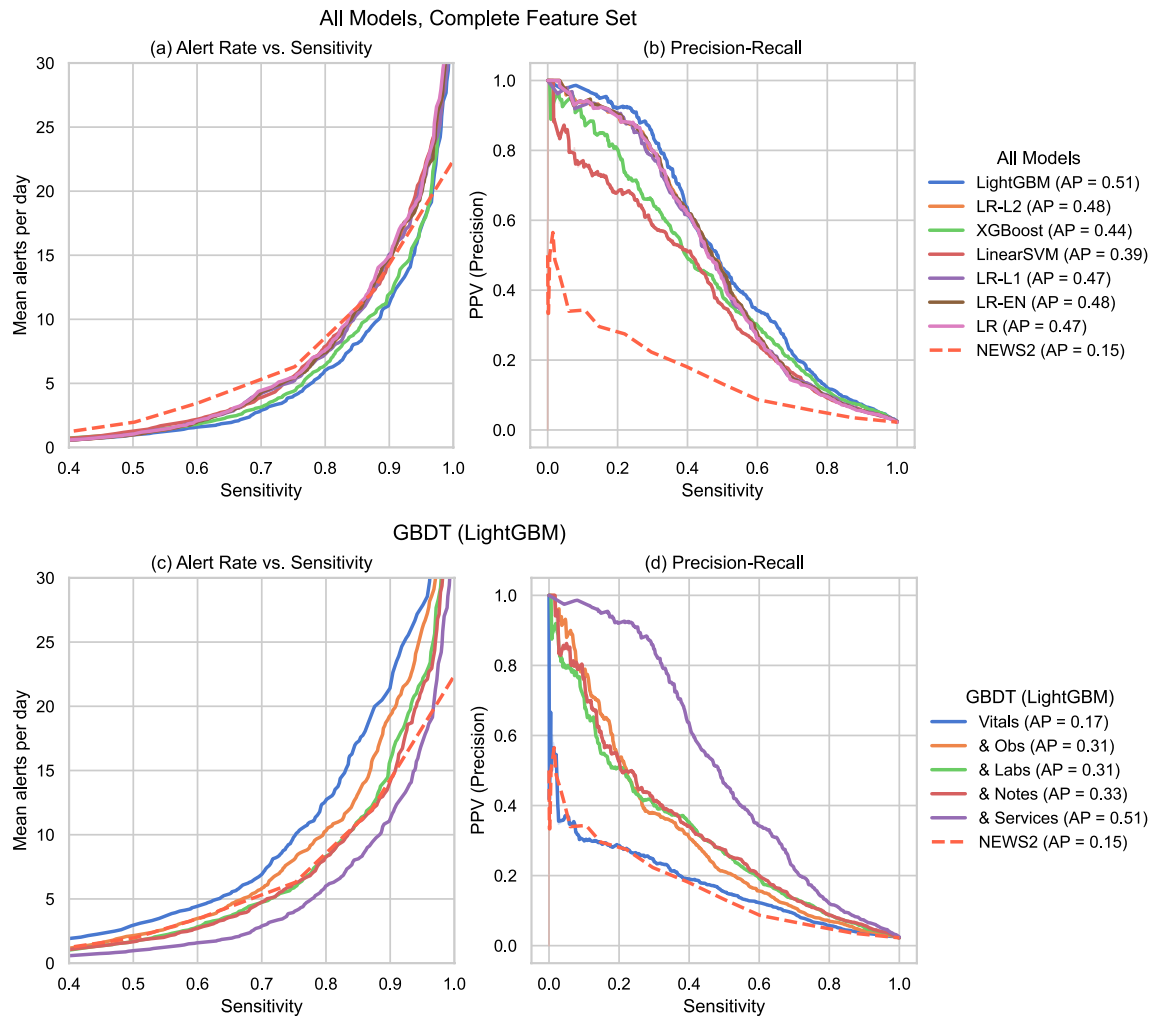 All Models, Complete Feature Set
(a) Alert Rate vs. Sensitivity
30
25
20
15
10
5
0
Mean alerts per day
0.4 0.5 0.6 0.7 0.8 0.9 1.0
Sensitivity
(b) Precision-Recall
1.0
0.8
0.6
0.4
0.2
0.0
PPV (Precision)
0.0 0.2 0.4 0.6 0.8 1.0
Sensitivity
All Models
LightGBM (AP = 0.51)
LR-L2 (AP = 0.48)
XGBoost (AP = 0.44)
LinearSVM (AP = 0.39)
LR-L1 (AP = 0.47)
LR-EN (AP = 0.48)
LR (AP = 0.47)
NEWS2 (AP = 0.15)
GBDT (LightGBM)
(c) Alert Rate vs. Sensitivity
30
25
20
15
10
5
0
Mean alerts per day
0.4 0.5 0.6 0.7 0.8 0.9 1.0
Sensitivity
(d) Precision-Recall
1.0
0.8
0.6
0.4
0.2
0.0
PPV (Precision)
0.0 0.2 0.4 0.6 0.8 1.0
Sensitivity
GBDT (LightGBM)
Vitals (AP = 0.17)
& Obs (AP = 0.31)
& Labs (AP = 0.31)
& Notes (AP = 0.33)
& Services (AP = 0.51)
NEWS2 (AP = 0.15)